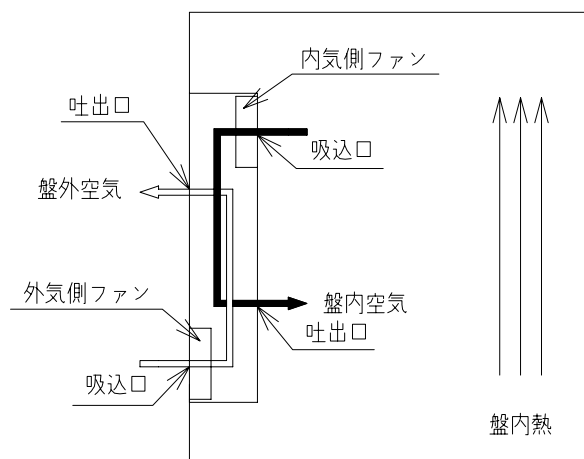 内気側ファン
吐出口
吸込口
盤外空気
外気側ファン
盤内空気
吐出口
吸込口
盤内熱